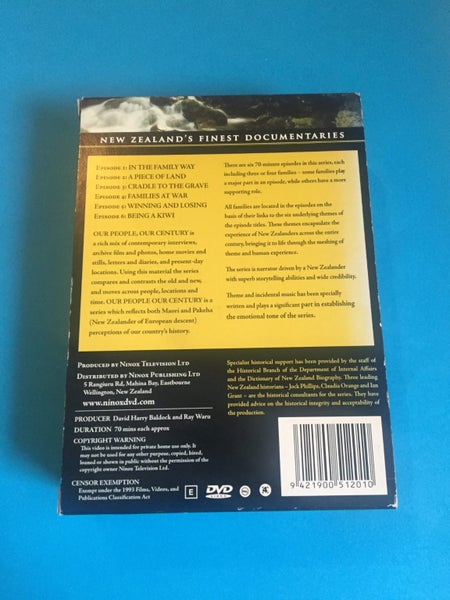 NEW ZEALAND'S FINEST DOCUMENTARIES
EPISODE 1: IN THE FAMILY WAY
EPISODE 2: A PIECE OF LAND
EPISODE 3: CRADLE TO THE GRAVE
EPISODE 4: FAMILIES AT WAR
EPISODE 5: WINNING AND LOSING
EPISODE 6: BEING A KIWI
OUR PEOPLE, OUR CENTURY is
a rich mix of contemporary interviews,
archive film and photos, home movies and
stills, letters and diaries, and present-day
locations. Using this material the series
compares and contrasts the old and new,
and moves across people, locations and
time. OUR PEOPLE OUR CENTURY is a
series which reflects both Maori and Pakeha
(New Zealander of European descent)
perceptions of our country's history.
There are six 70 minute episodes in this series, each
including three or four families – some families play
a major part in an episode, while others have a more
supporting role.
All families are located in the episodes on the
basis of their links to the six underlying themes of
the episode titles. These themes encapsulate the
experience of New Zealanders across the entire
century, bringing it to life through the meshing of
theme and human experience.
The series is narrator driven by a New Zealander
with superb storytelling abilities and wide credibility.
Theme and incidental music has been specially
written and plays a significant part in establishing
the emotional tone of the series.
PRODUCED BY NINOX TELEVISION LTD
DISTRIBUTED BY NINOX PUBLISHING LTD
5 Rangiuru Rd, Mahina Bay, Eastbourne
Wellington, New Zealand
www.ninoxdvd.com
PRODUCER David Harry Baldock and Ray Waru
DURATION 70 mins each approx
COPYRIGHT WARNING
This video is intended for private home use only. It
may not be used for any other purpose, copied, hired,
loaned or shown in public without the permission of the
copyright owner Ninox Television Ltd.
CENSOR EXEMPTION
Exempt under the 1993 Films, Videos, and
Publications Classification Act
Specialist historical support has been provided by the staff of
the Historical Branch of the Department of Internal Affairs
and the Dictionary of New Zealand Biography. Three leading
New Zealand historians – Jock Phillips, Claudia Orange and Ian
Grant – are the historical consultants for the series. They have
provided advice on the historical integrity and acceptability of
the production.
E
DVD
VIDEO
9 421900 512010